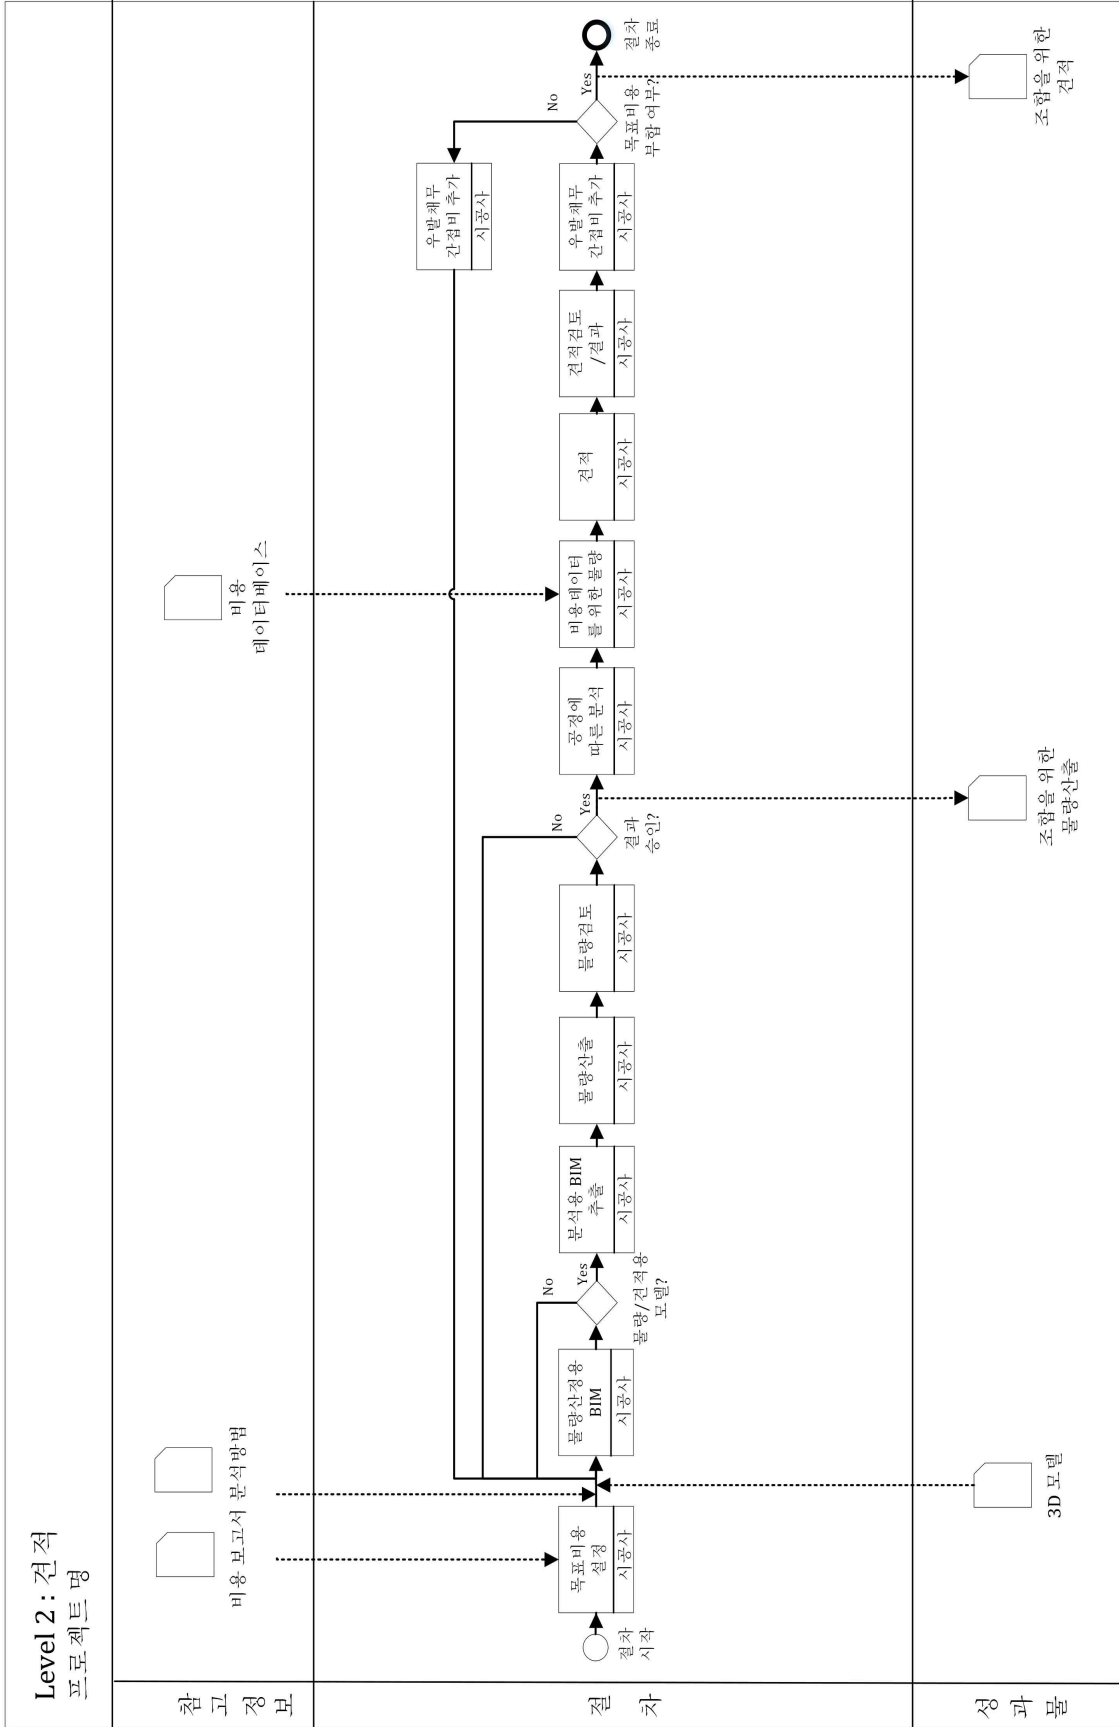 Level 2 : 견적
프로젝트 명
참고정보
비용 보고서
분석방법
비용
데이터베이스
절차
절차
시작
목표비용
설정
시공사
물량산정용
BIM
시공사
물량/견적용
모델?
No
Yes
분석용 BIM
추출
시공사
물량산출
시공사
물량검토
시공사
결과
승인?
No
Yes
공정에
따른 분석
시공사
비용데이터
를 위한 물량
시공사
견적
시공사
견적검토
/결과
시공사
우발채무
간접비 추가
시공사
목표비용
부합 여부?
No
Yes
우발채무
간접비 추가
시공사
절차
종료
성과물
3D 모델
조합을 위한
물량산출
조합을 위한
견적